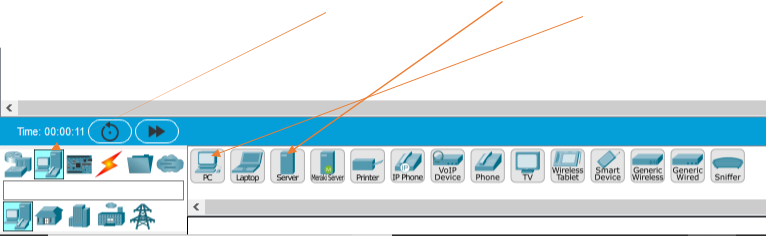 Time: 00:00:11
PC
Laptop
Server
Meraki Server
Printer
IP Phone
VoIP
Device
Phone
TV
Wireless
Tablet
Smart
Device
Generic
Wireless
Generic
Wired
Sniffer